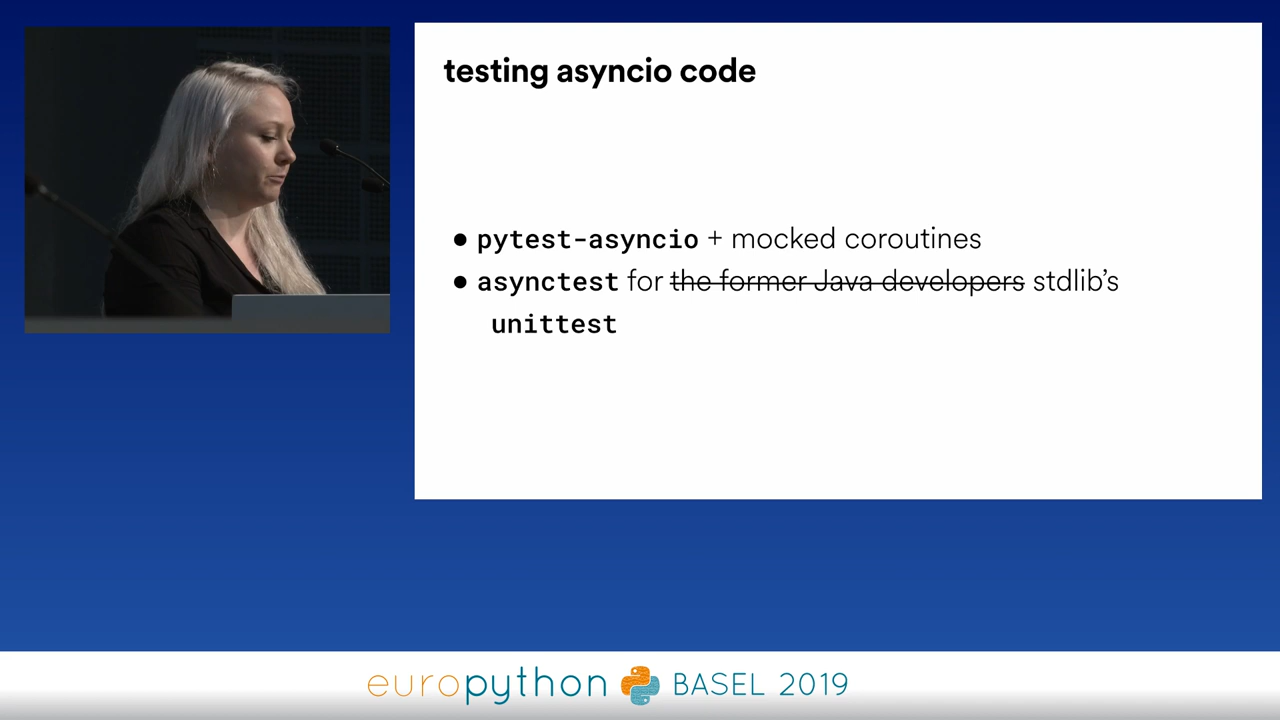 testing asyncio code
● pytest-asyncio + mocked coroutines
● asynctest for the former Java developers stdlib's
unittest
europython BASEL 2019